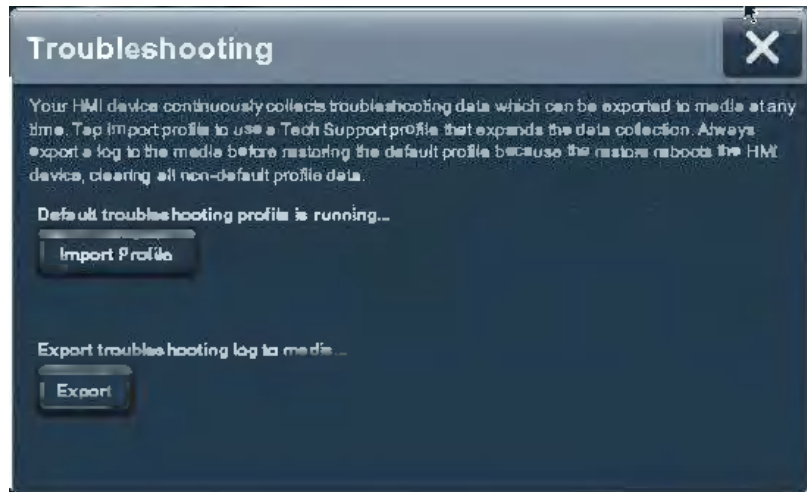 Troubleshooting
Your HMI device continuously collects troubleshooting data which can be exported to media at any
time. Tap Import profile to use a Tech Support profile that expands the data collection. Always
export a log to the media before restoring the default profile because the restore reboots the HMI
device, clearing all non-default profile data.
Default troubleshooting profile is running...
Import Profile
Export troubleshooting log to media...
Export